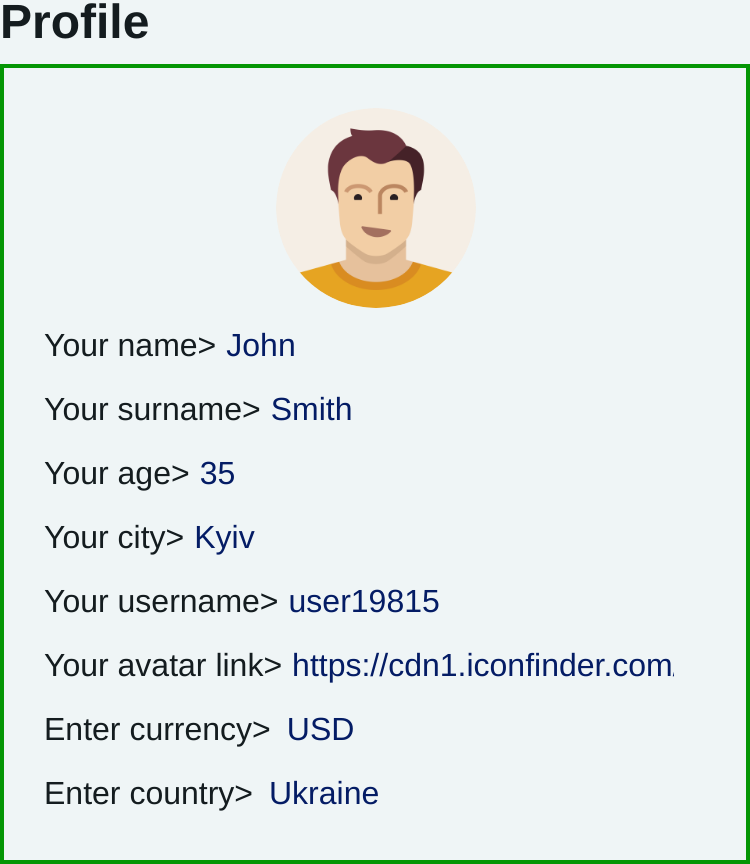 Profile
Your name> John
Your surname> Smith
Your age> 35
Your city> Kyiv
Your username> user19815
Your avatar link> https://cdn1.iconfinder.com
Enter currency> USD
Enter country> Ukraine